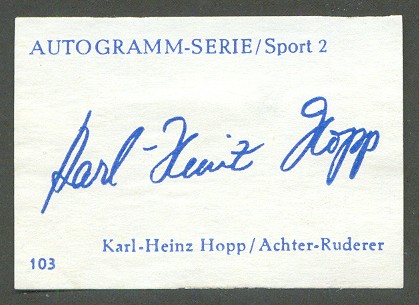 AUTOGRAMM-SERIE/Sport 2
Karl-Heinz Hopp
Karl-Heinz Hopp/Achter-Ruderer
103